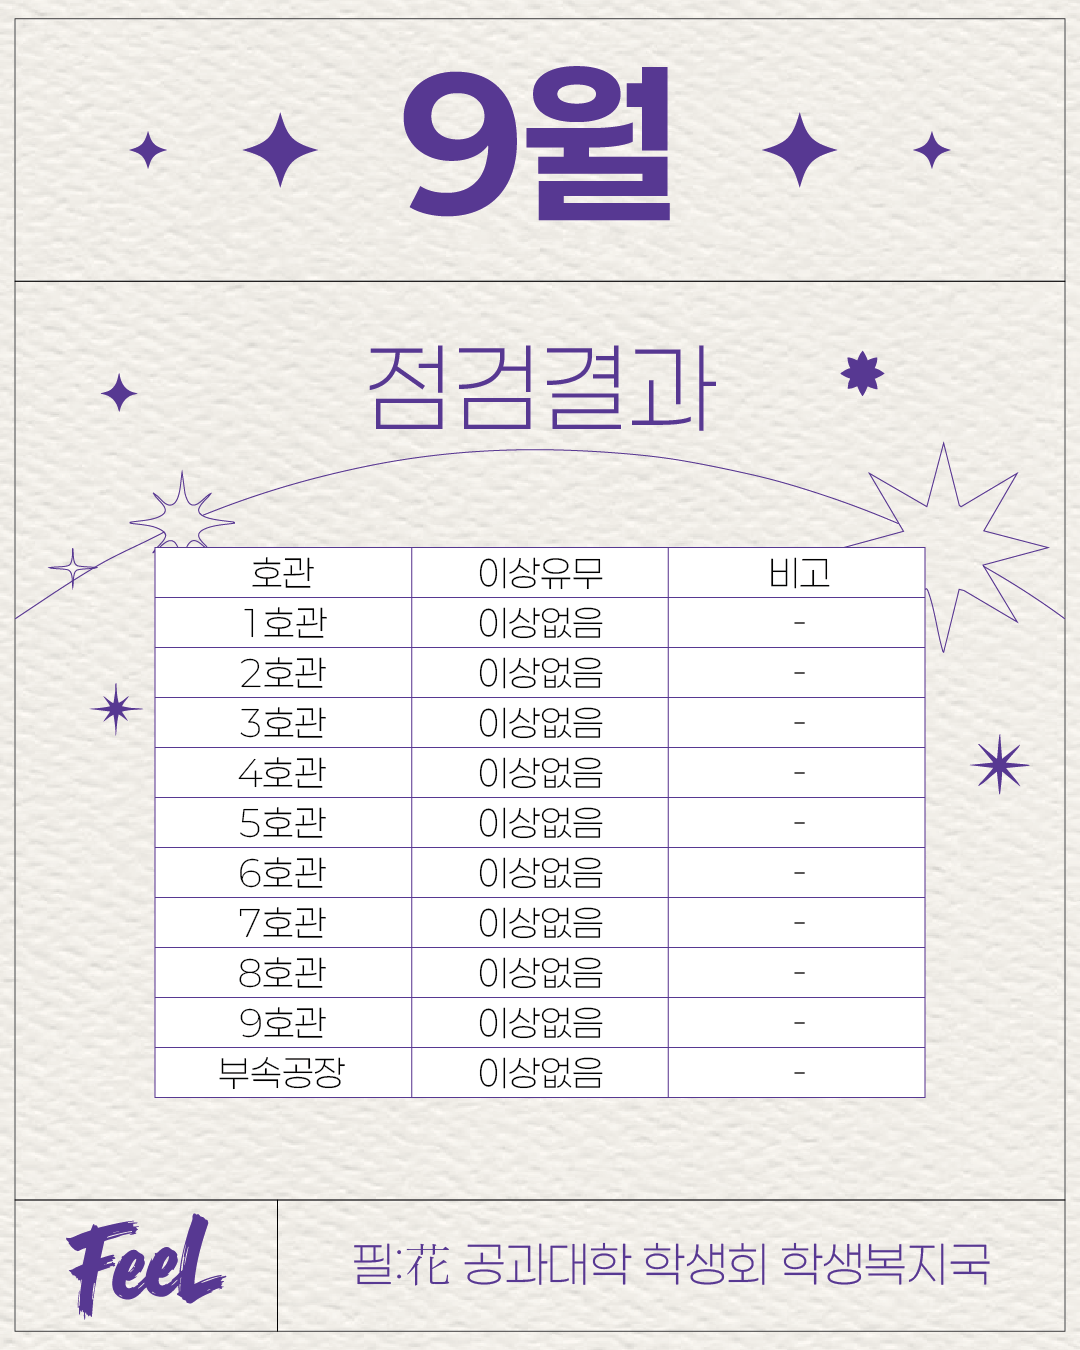 9월
점검결과
호관 이상유무 비고
1호관 이상없음 -
2호관 이상없음 -
3호관 이상없음 -
4호관 이상없음 -
5호관 이상없음 -
6호관 이상없음 -
7호관 이상없음 -
8호관 이상없음 -
9호관 이상없음 -
부속공장 이상없음 -
FeeL
필:花 공과대학 학생회 학생복지국